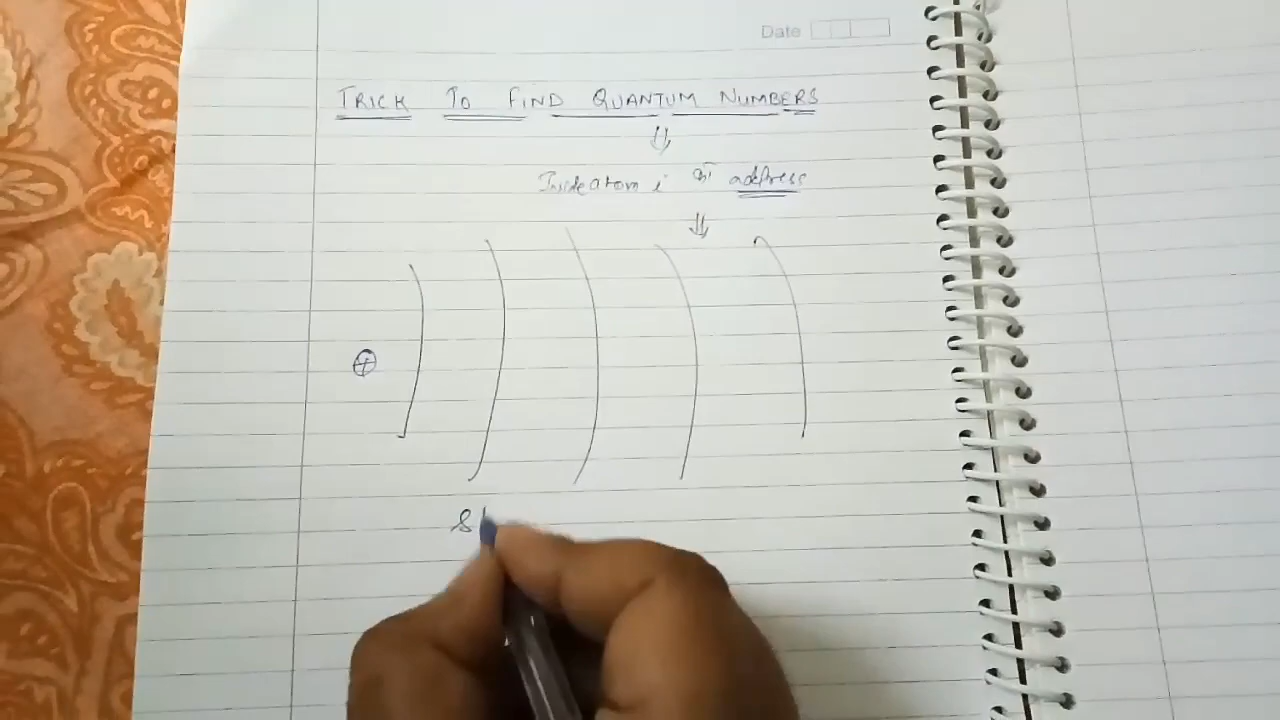 Date
TRICK TO FIND QUANTUM NUMBERS
⇓
Inside atom की address
⇓
+